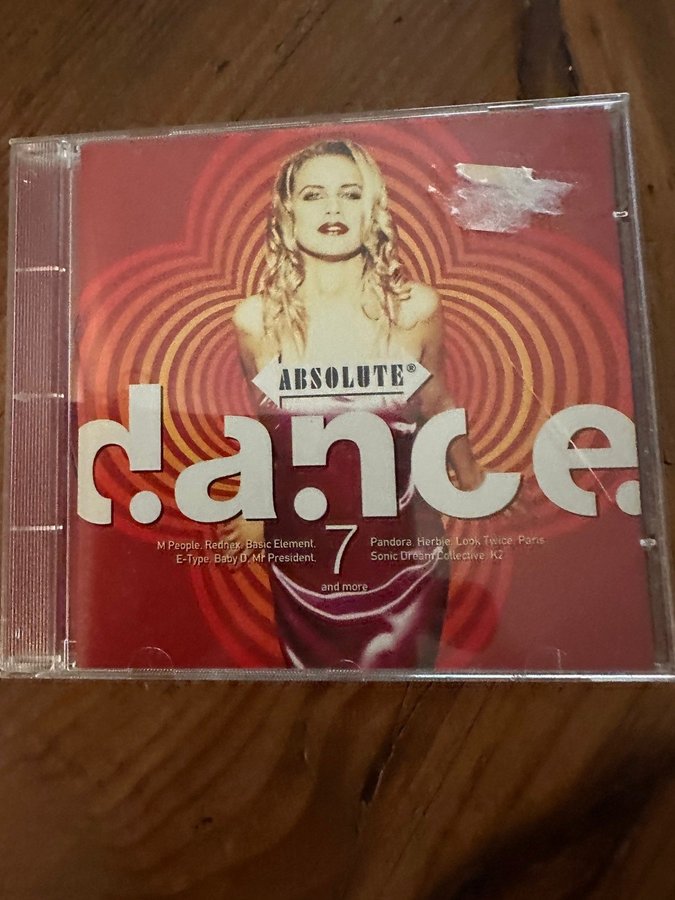 ABSOLUTE®
dance
7
M People, Rednex, Basic Element,
E-Type, Baby D, Mr President,
Pandora, Herbie, Look Twice, Paris
Sonic Dream Collective, K2
and more